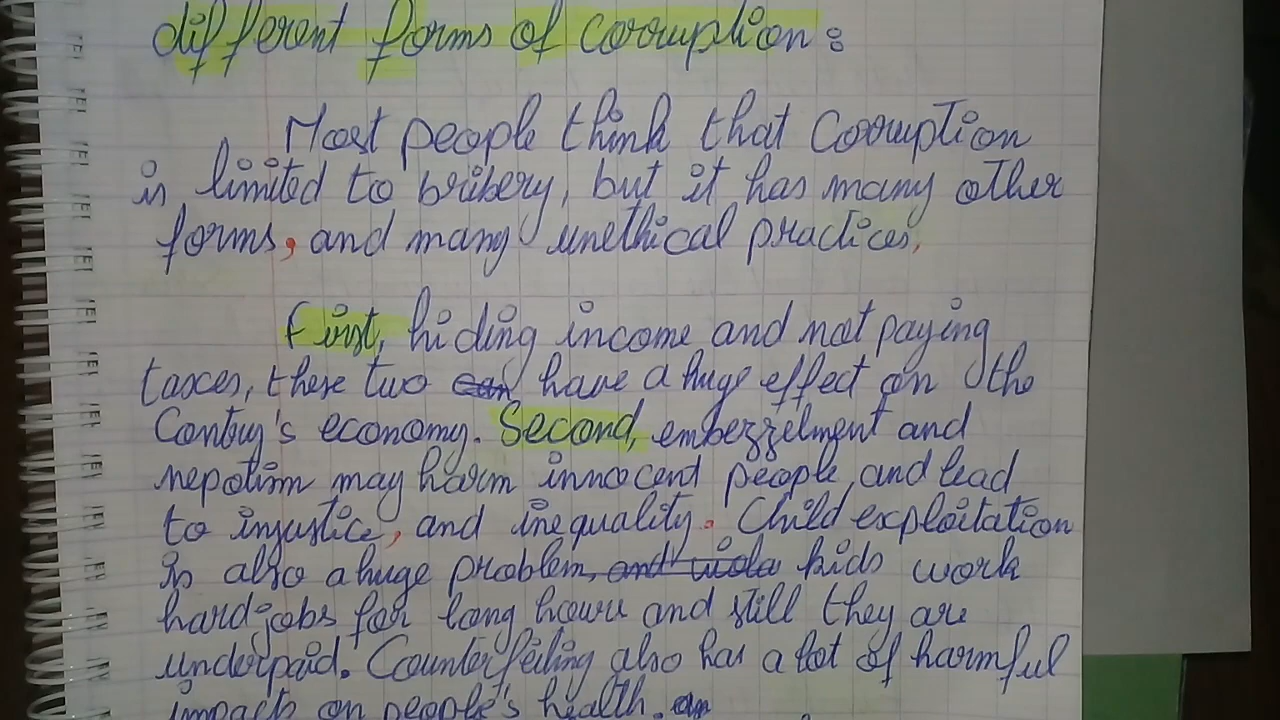 different forms of corruption :
Most people think that Corruption
is limited to bribery, but it has many other
forms, and many unethical practices,
First, hiding income and not paying
taxes, these two can have a huge effect on the
Contry's economy. Second, embezzelment and
nepotism may harm innocent people, and lead
to injustice, and inequality. Child exploitation
is also a huge problem, and viola kids work
hard jobs for long hours and still they are
underpaid. Counterfeiting also has a lot of harmful
impacts on people's health.